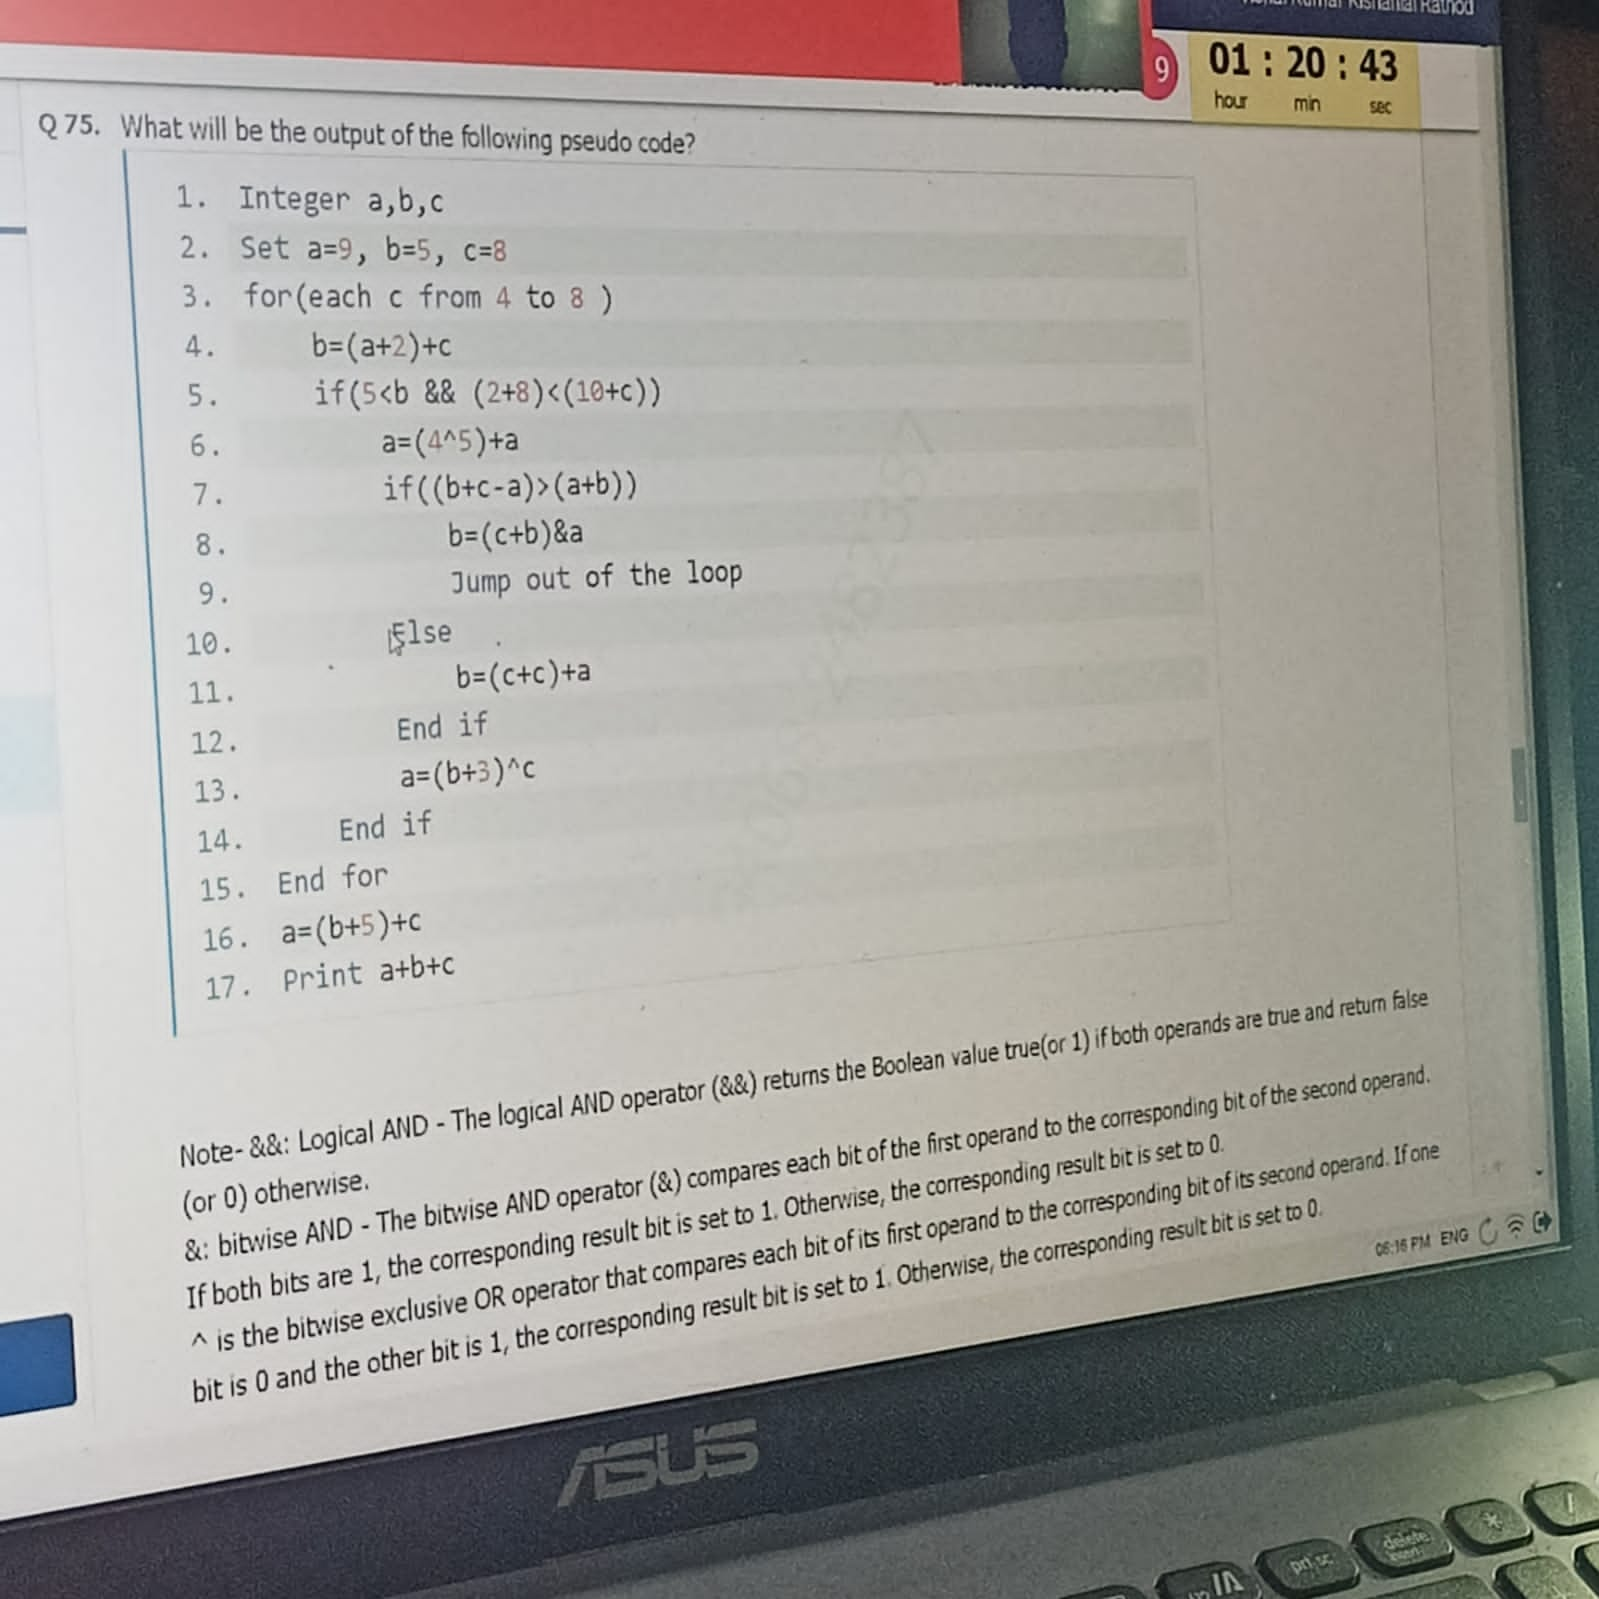 01 : 20 : 43
9
hour min sec
Q 75. What will be the output of the following pseudo code?
1. Integer a,b,c
2. Set a=9, b=5, c=8
3. for(each c from 4 to 8 )
4. b=(a+2)+c
5. if(5<b && (2+8)<(10+c))
6. a=(4^5)+a
7. if((b+c-a)>(a+b))
8. b=(c+b)&a
9. Jump out of the loop
10. Else
11. b=(c+c)+a
12. End if
13. a=(b+3)^c
14. End if
15. End for
16. a=(b+5)+c
17. Print a+b+c
Note- &&: Logical AND - The logical AND operator (&&) returns the Boolean value true(or 1) if both operands are true and return false
(or 0) otherwise.
&: bitwise AND - The bitwise AND operator (&) compares each bit of the first operand to the corresponding bit of the second operand.
If both bits are 1, the corresponding result bit is set to 1. Otherwise, the corresponding result bit is set to 0.
^ is the bitwise exclusive OR operator that compares each bit of its first operand to the corresponding bit of its second operand. If one
bit is 0 and the other bit is 1, the corresponding result bit is set to 1. Otherwise, the corresponding result bit is set to 0.
06:16 PM ENG
ASUS
prt sc
delete